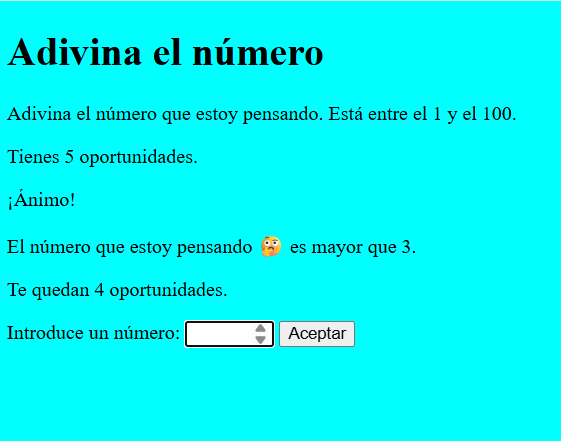 Adivina el número
Adivina el número que estoy pensando. Está entre el 1 y el 100.
Tienes 5 oportunidades.
¡Ánimo!
El número que estoy pensando 🤔 es mayor que 3.
Te quedan 4 oportunidades.
Introduce un número: Aceptar